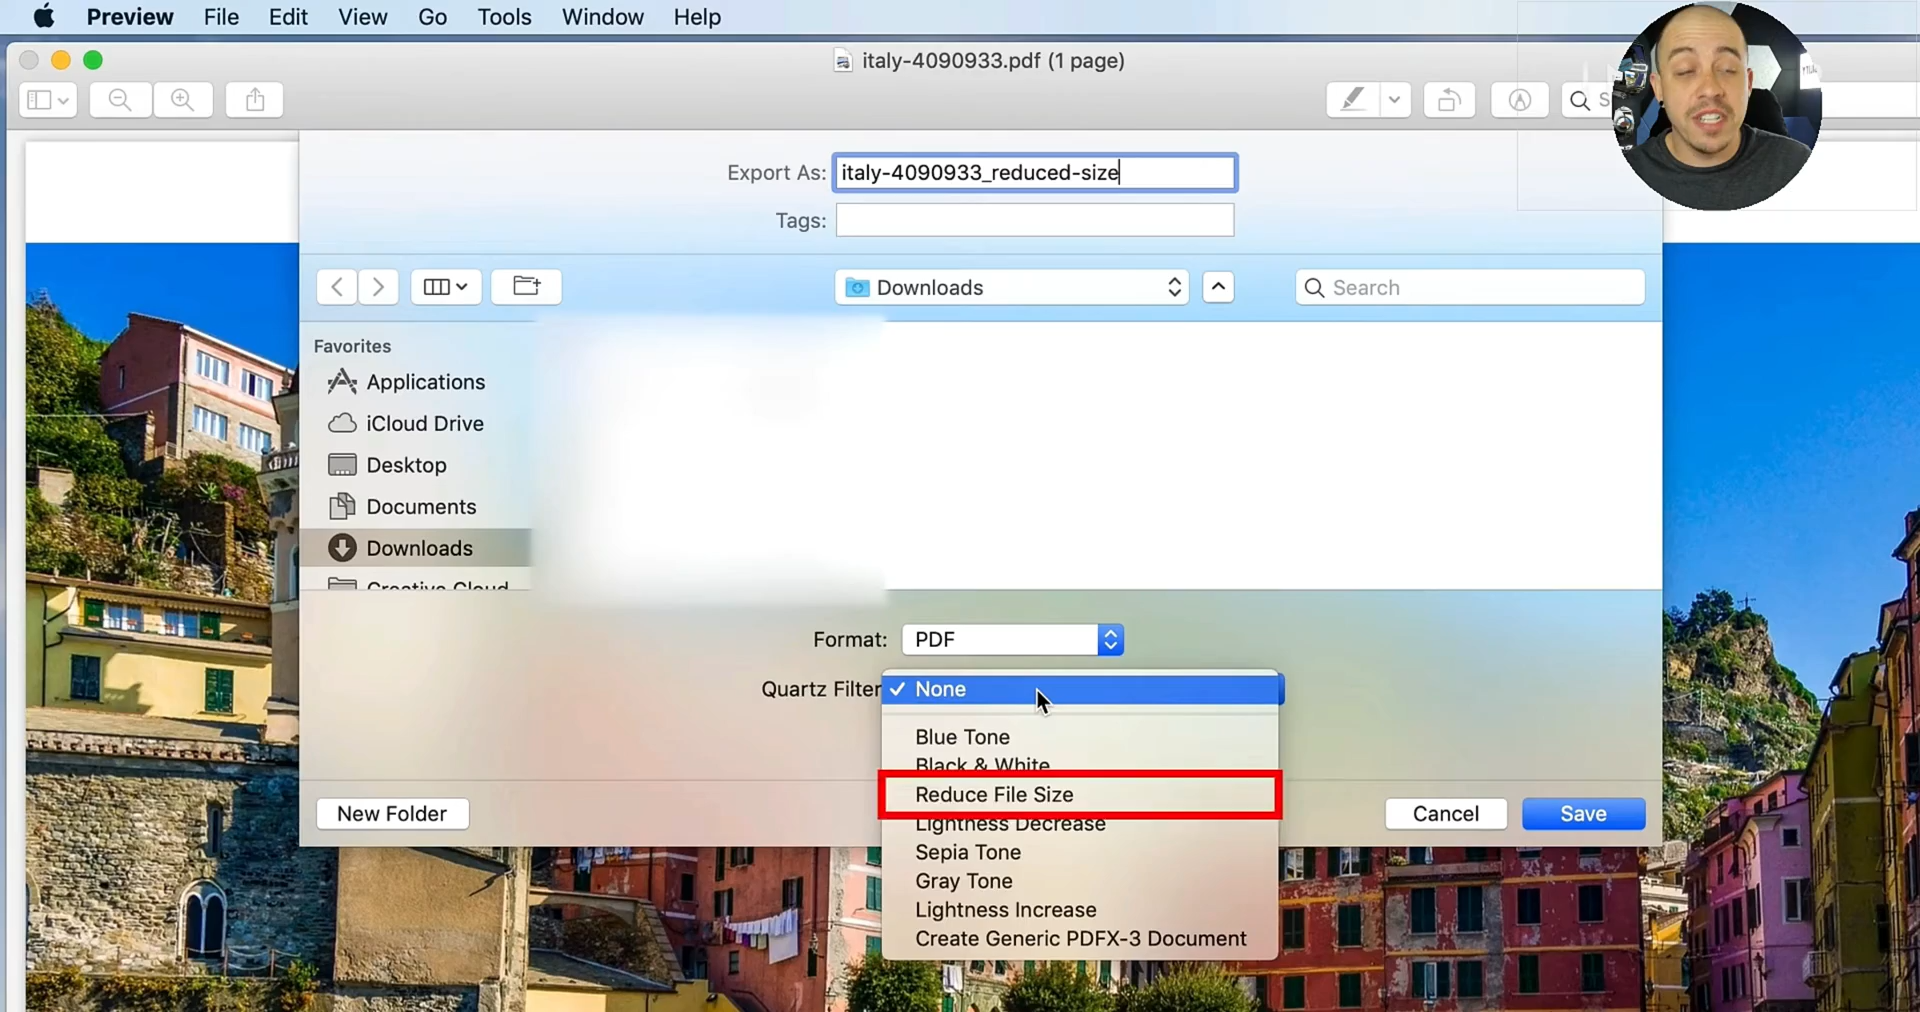 Preview File Edit View Go Tools Window Help
italy-4090933.pdf (1 page)
S
Export As: italy-4090933_reduced-size
Tags:
Downloads
Search
Favorites
Applications
iCloud Drive
Desktop
Documents
Downloads
Creative Cloud
Format: PDF
Quartz Filter
✓ None
Blue Tone
Black & White
Reduce File Size
Lightness Decrease
Sepia Tone
Gray Tone
Lightness Increase
Create Generic PDFX-3 Document
New Folder
Cancel
Save